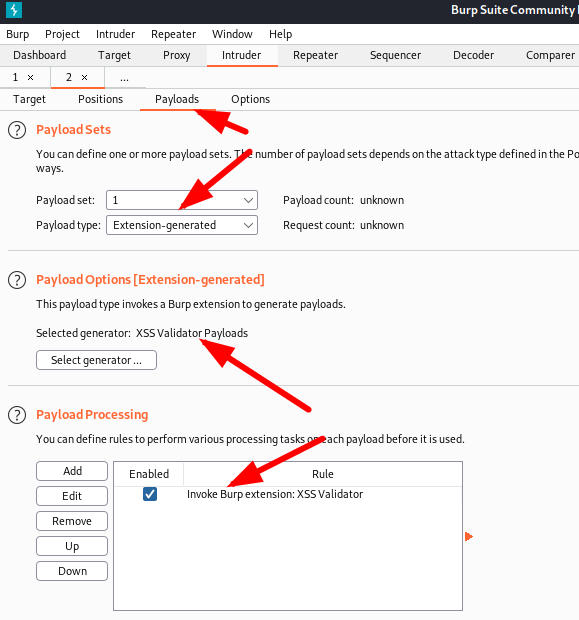 Burp Suite Community
Burp Project Intruder Repeater Window Help
Dashboard Target Proxy Intruder Repeater Sequencer Decoder Comparer
1 × 2 × ...
Target Positions Payloads Options
? Payload Sets
You can define one or more payload sets. The number of payload sets depends on the attack type defined in the Po
ways.
Payload set: 1 Payload count: unknown
Payload type: Extension-generated Request count: unknown
? Payload Options [Extension-generated]
This payload type invokes a Burp extension to generate payloads.
Selected generator: XSS Validator Payloads
Select generator ...
? Payload Processing
You can define rules to perform various processing tasks on each payload before it is used.
Add Enabled Rule
Edit Invoke Burp extension: XSS Validator
Remove
Up
Down